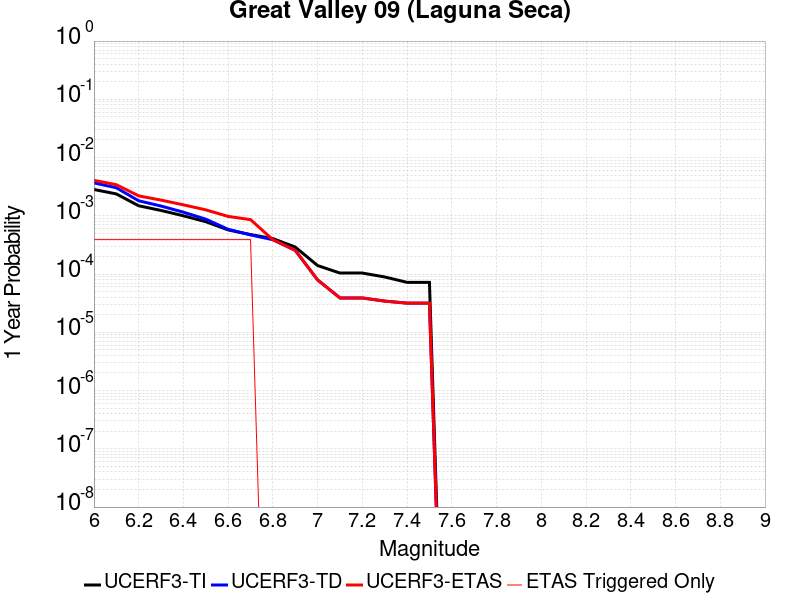 Great Valley 09 (Laguna Seca)
10^0
10^-1
10^-2
10^-3
10^-4
10^-5
10^-6
10^-7
10^-8
1 Year Probability
6 6.2 6.4 6.6 6.8 7 7.2 7.4 7.6 7.8 8 8.2 8.4 8.6 8.8 9
Magnitude
UCERF3-TI UCERF3-TD UCERF3-ETAS ETAS Triggered Only